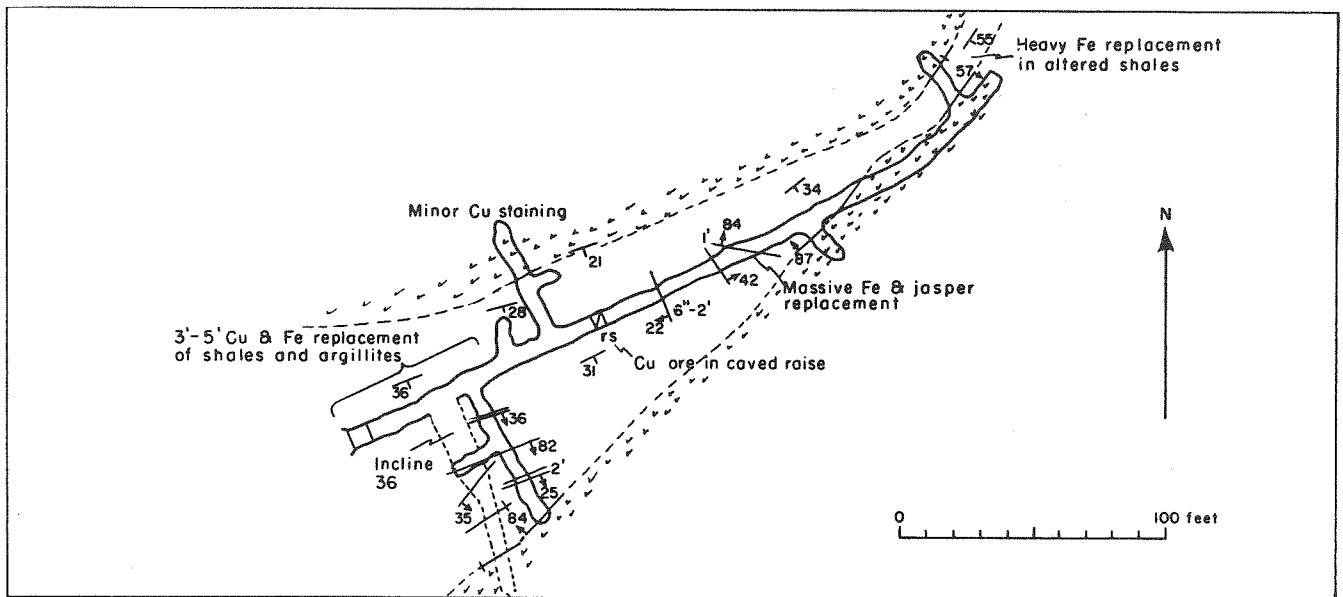 55
Heavy Fe replacement
in altered shales
57
34
Minor Cu staining
84
1'
21
87
42
Massive Fe & jasper
replacement
N
28
6"-2'
22
3'-5' Cu & Fe replacement
of shales and argillites
rs
Cu ore in caved raise
31
36
36
82
Incline
36
2'
25
35
84
0
100 feet